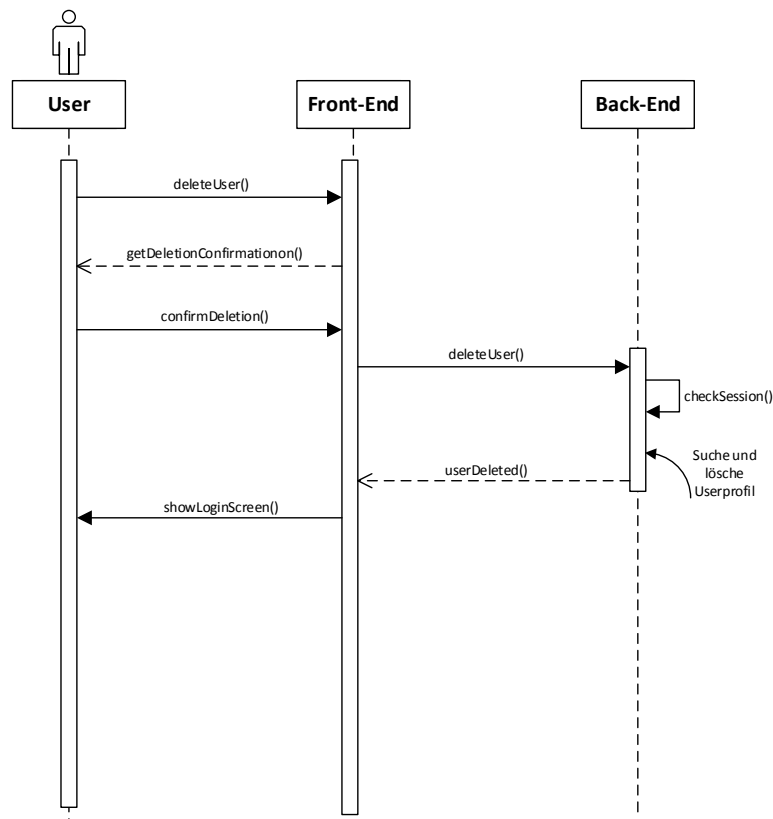 User
Front-End
Back-End
deleteUser()
getDeletionConfirmationon()
confirmDeletion()
deleteUser()
checkSession()
Suche und
lösche
Userprofil
userDeleted()
showLoginScreen()